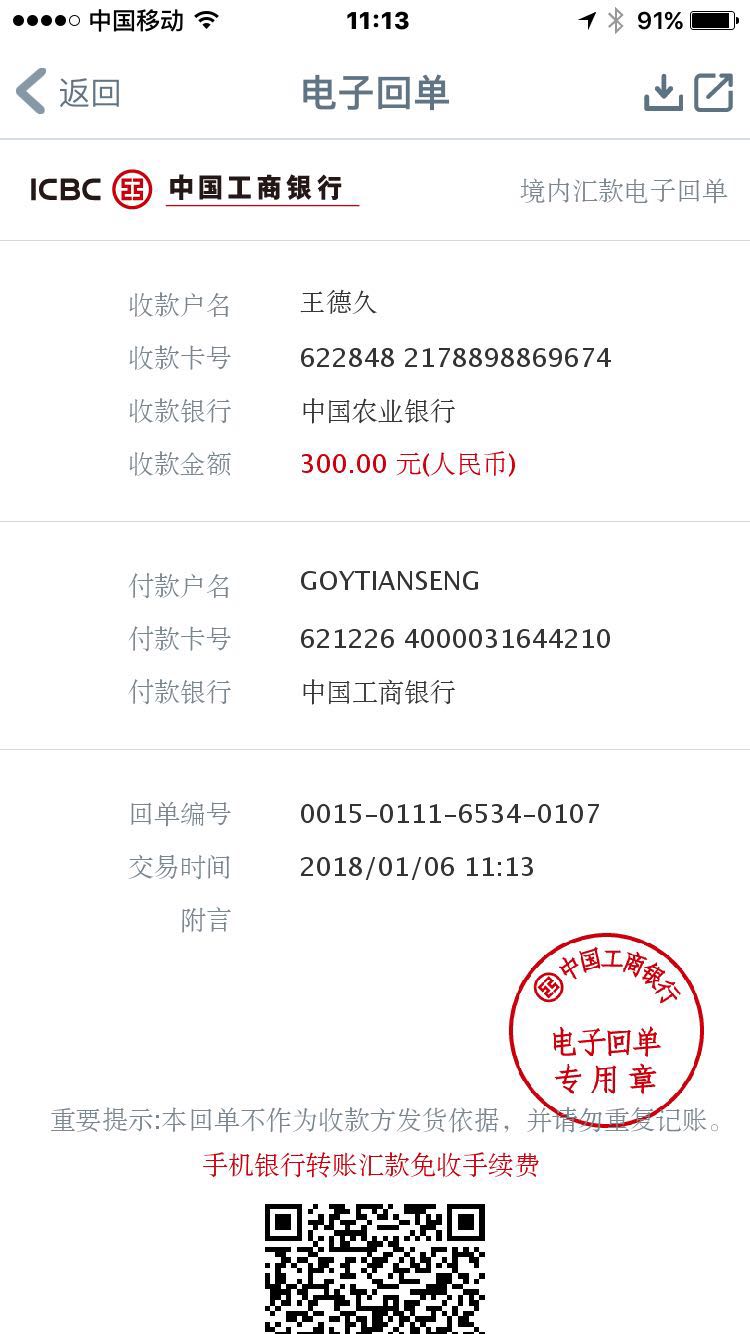 中国移动 11:13 91%
返回 电子回单
ICBC 中国工商银行 境内汇款电子回单
收款户名 王德久
收款卡号 622848 2178898869674
收款银行 中国农业银行
收款金额 300.00 元(人民币)
付款户名 GOYTIANSENG
付款卡号 621226 4000031644210
付款银行 中国工商银行
回单编号 0015-0111-6534-0107
交易时间 2018/01/06 11:13
附言
中国工商银行
电子回单
专用章
重要提示:本回单不作为收款方发货依据，并请勿重复记账。
手机银行转账汇款免收手续费